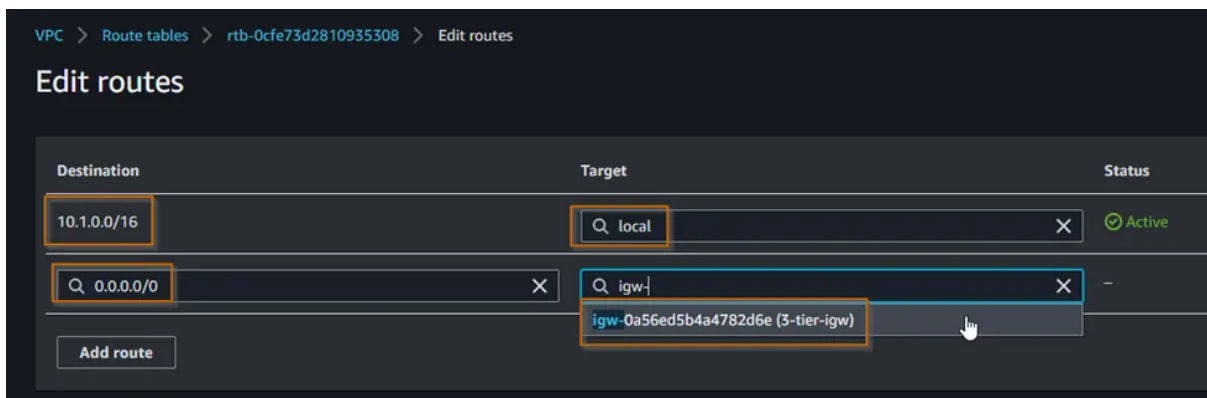 VPC > Route tables > rtb-0cfe73d2810935308 > Edit routes
Edit routes
Destination Target Status
10.1.0.0/16 local Active
0.0.0.0/0 igw- –
igw-0a56ed5b4a4782d6e (3-tier-igw)
Add route